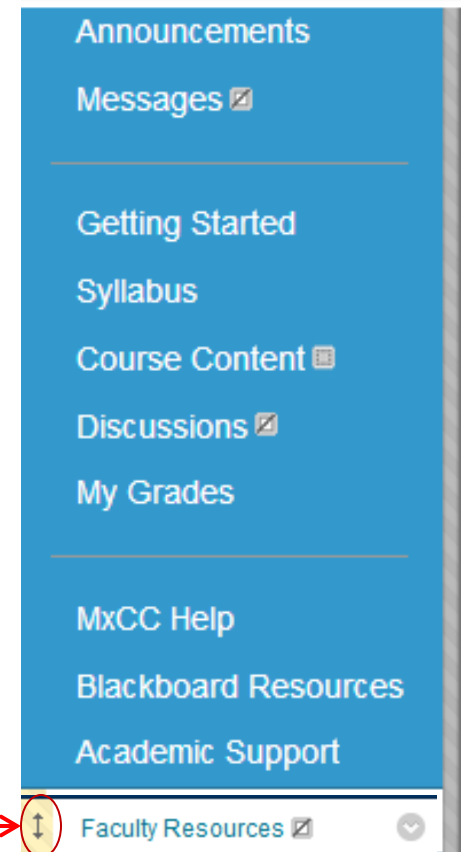 Announcements
Messages
Getting Started
Syllabus
Course Content
Discussions
My Grades
MxCC Help
Blackboard Resources
Academic Support
Faculty Resources